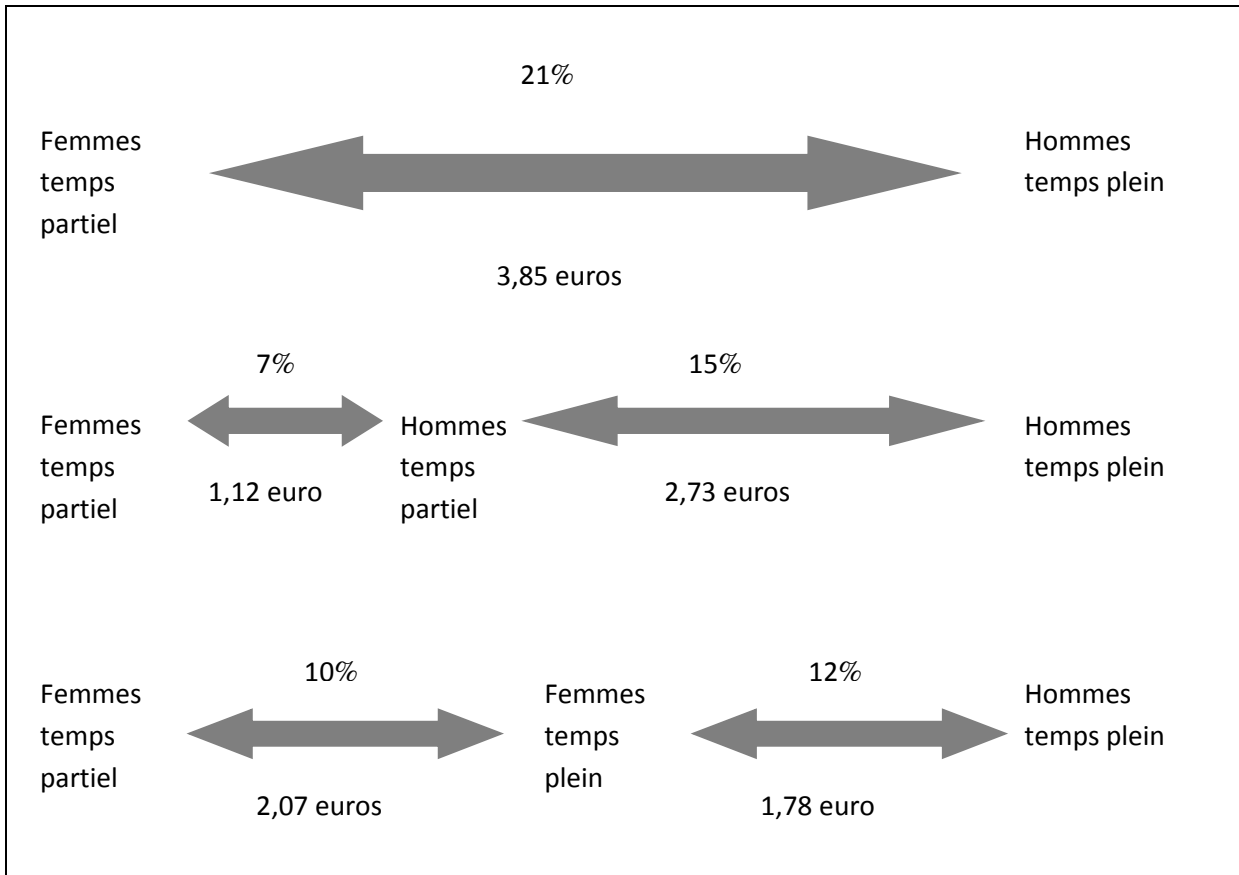 21%
Femmes
temps
partiel
Hommes
temps plein
3,85 euros
7%
15%
Femmes
temps
partiel
Hommes
temps
partiel
Hommes
temps plein
1,12 euro
2,73 euros
10%
12%
Femmes
temps
partiel
Femmes
temps
plein
Hommes
temps plein
2,07 euros
1,78 euro